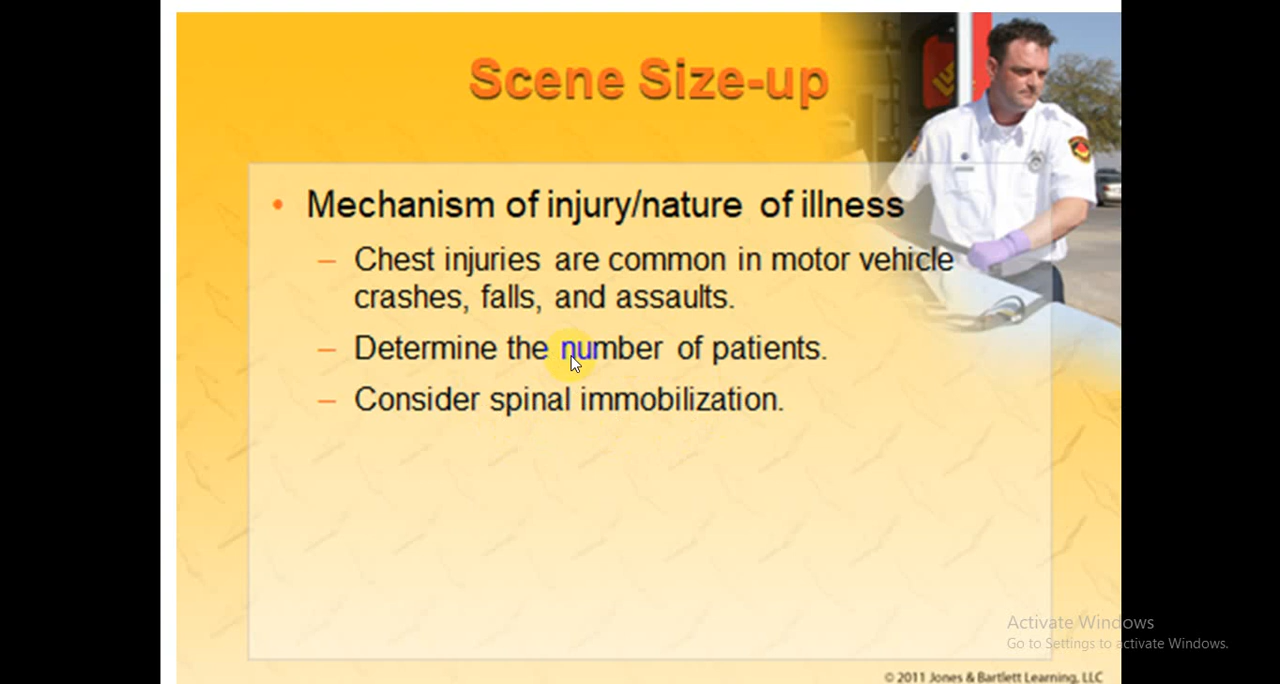 Scene Size-up
• Mechanism of injury/nature of illness
– Chest injuries are common in motor vehicle
crashes, falls, and assaults.
– Determine the number of patients.
– Consider spinal immobilization.
Activate Windows
Go to Settings to activate Windows.
© 2011 Jones & Bartlett Learning, LLC